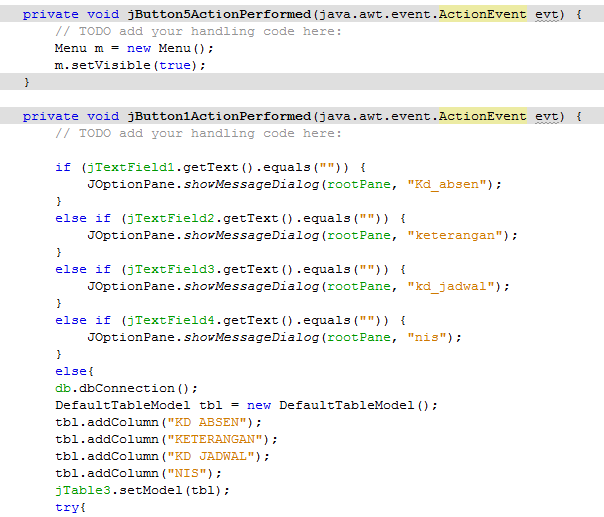 private void jButton5ActionPerformed(java.awt.event.ActionEvent evt) {
// TODO add your handling code here:
Menu m = new Menu();
m.setVisible(true);
}
private void jButton1ActionPerformed(java.awt.event.ActionEvent evt) {
// TODO add your handling code here:
if (jTextField1.getText().equals("")) {
JOptionPane.showMessageDialog(rootPane, "Kd_absen");
}
else if (jTextField2.getText().equals("")) {
JOptionPane.showMessageDialog(rootPane, "keterangan");
}
else if (jTextField3.getText().equals("")) {
JOptionPane.showMessageDialog(rootPane, "kd_jadwal");
}
else if (jTextField4.getText().equals("")) {
JOptionPane.showMessageDialog(rootPane, "nis");
}
else{
db.dbConnection();
DefaultTableModel tbl = new DefaultTableModel();
tbl.addColumn("KD ABSEN");
tbl.addColumn("KETERANGAN");
tbl.addColumn("KD JADWAL");
tbl.addColumn("NIS");
jTable3.setModel(tbl);
try{